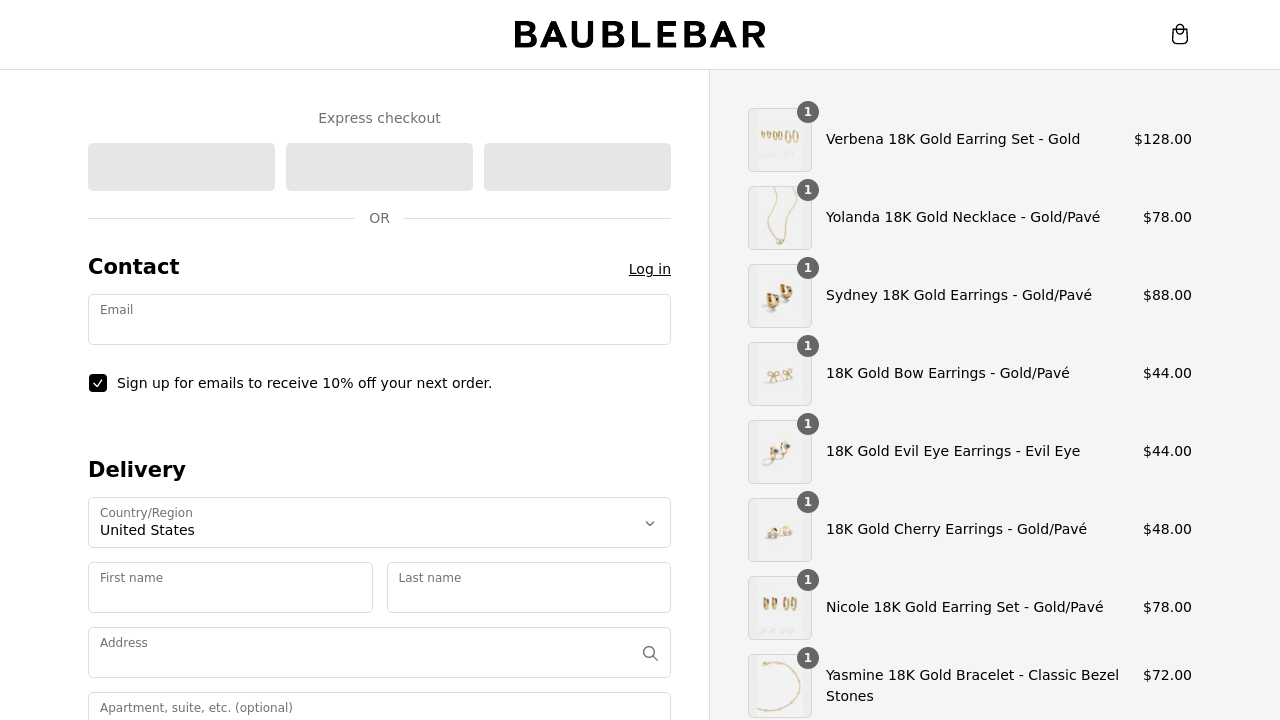 BAUBLEBAR
Express checkout
OR
Contact
Log in
Email
Sign up for emails to receive 10% off your next order.
Delivery
Country/Region
United States
First name
Last name
Address
Apartment, suite, etc. (optional)
1
Verbena 18K Gold Earring Set - Gold
$128.00
1
Yolanda 18K Gold Necklace - Gold/Pavé
$78.00
1
Sydney 18K Gold Earrings - Gold/Pavé
$88.00
1
18K Gold Bow Earrings - Gold/Pavé
$44.00
1
18K Gold Evil Eye Earrings - Evil Eye
$44.00
1
18K Gold Cherry Earrings - Gold/Pavé
$48.00
1
Nicole 18K Gold Earring Set - Gold/Pavé
$78.00
1
Yasmine 18K Gold Bracelet - Classic Bezel
Stones
$72.00